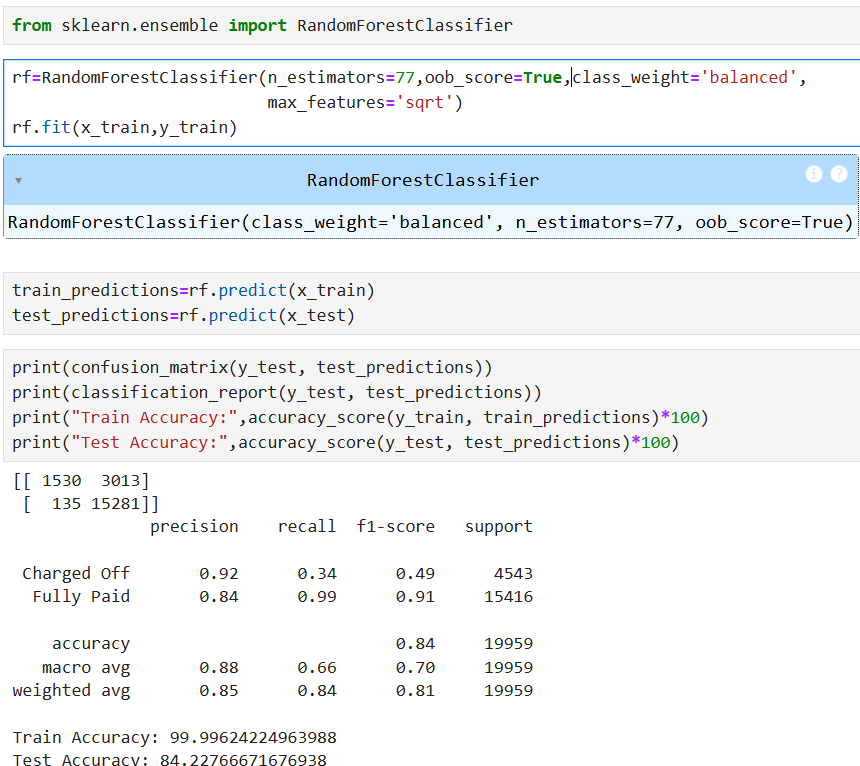 from sklearn.ensemble import RandomForestClassifier
rf=RandomForestClassifier(n_estimators=77,oob_score=True,class_weight='balanced',
max_features='sqrt')
rf.fit(x_train,y_train)
RandomForestClassifier
RandomForestClassifier(class_weight='balanced', n_estimators=77, oob_score=True)
train_predictions=rf.predict(x_train)
test_predictions=rf.predict(x_test)
print(confusion_matrix(y_test, test_predictions))
print(classification_report(y_test, test_predictions))
print("Train Accuracy:",accuracy_score(y_train, train_predictions)*100)
print("Test Accuracy:",accuracy_score(y_test, test_predictions)*100)
[[ 1530  3013]
 [  135 15281]]
precision    recall  f1-score   support
Charged Off       0.92      0.34      0.49      4543
Fully Paid       0.84      0.99      0.91     15416
accuracy                           0.84     19959
macro avg       0.88      0.66      0.70     19959
weighted avg       0.85      0.84      0.81     19959
Train Accuracy: 99.99624224963988
Test Accuracy: 84.22766671676938